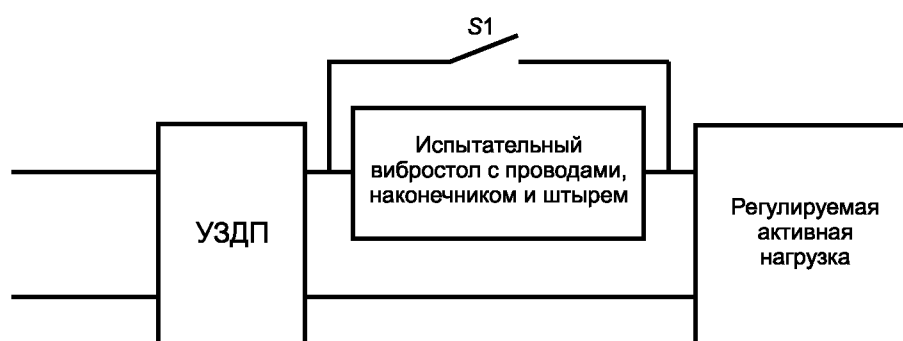 S1
Испытательный
вибростол с проводами,
наконечником и штырем
УЗДП
Регулируемая
активная
нагрузка